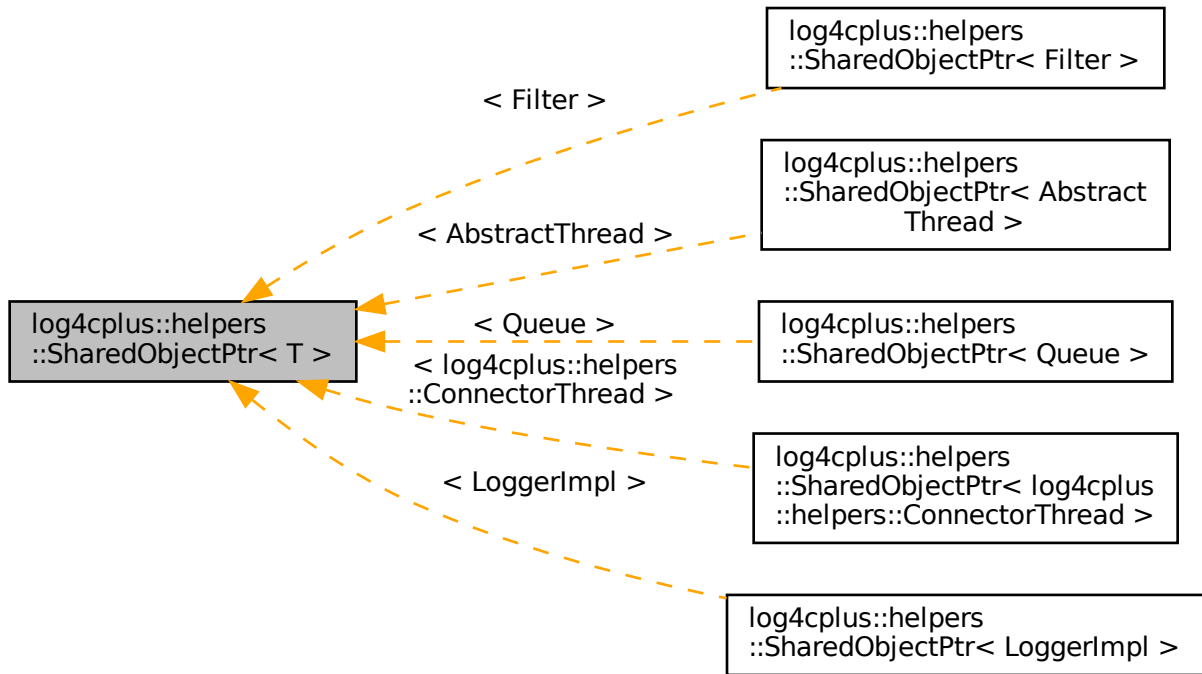 log4cplus::helpers
::SharedObjectPtr< Filter >
< Filter >
log4cplus::helpers
::SharedObjectPtr< Abstract
Thread >
< AbstractThread >
log4cplus::helpers
::SharedObjectPtr< T >
< Queue >
log4cplus::helpers
::SharedObjectPtr< Queue >
< log4cplus::helpers
::ConnectorThread >
log4cplus::helpers
::SharedObjectPtr< log4cplus
::helpers::ConnectorThread >
< LoggerImpl >
log4cplus::helpers
::SharedObjectPtr< LoggerImpl >